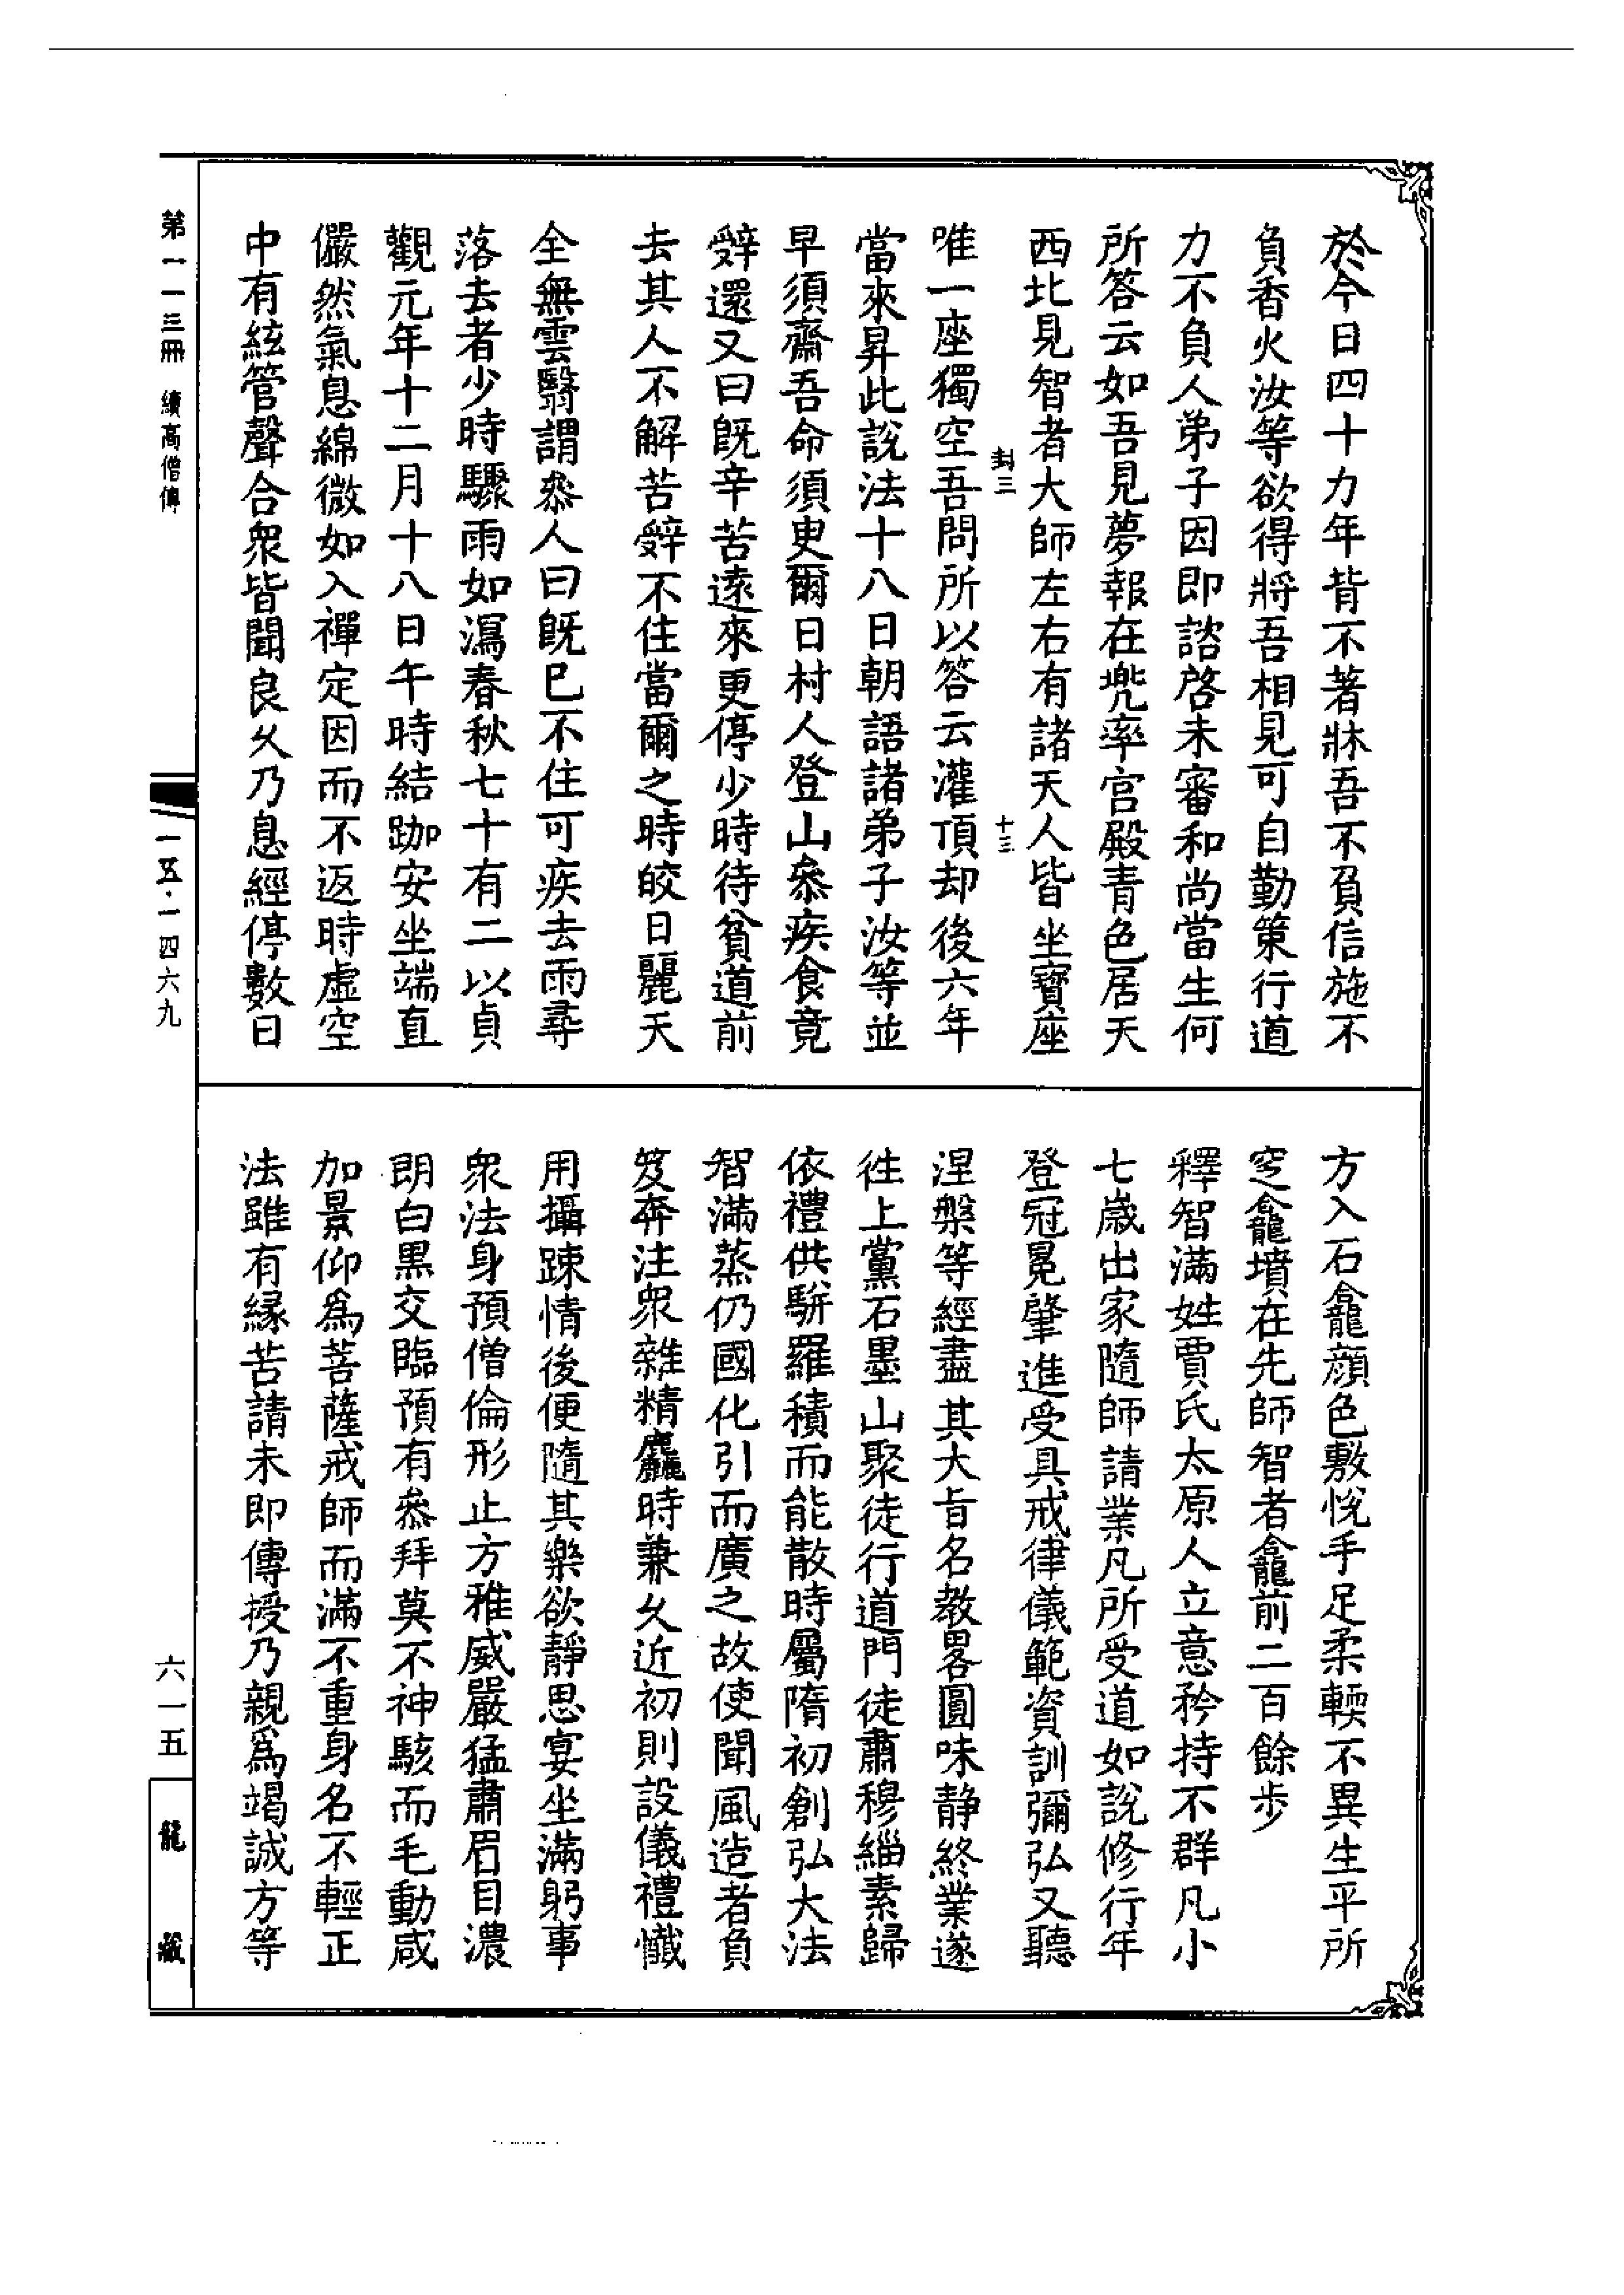 於今日四十力年背不著牀吾不負信施不
負香火汝等欲得將吾相見可自勤策行道
力不負人弟子因即諮啓未審和尚當生何
所答云如吾見夢報在兠率宫殿青色居天
西北見智者大師左右有諸天人皆坐寳座
封三
十三
唯一座獨空吾問所以答云灌頂却後六年
當來昇此說法十八日朝語諸弟子汝等並
早須齋吾命須㬰爾日村人登山叅疾食竟
辤還又曰旣辛苦逺來更停少時待貧道前
去其人不解苦辤不住當爾之時皎日麗天
全無雲翳謂叅人曰旣巳不住可疾去雨尋
落去者少時驟雨如瀉春秋七十有二以貞
觀元年十二月十八日午時結跏安坐端直
儼然氣息綿微如入禪定因而不返時虛空
中有絃管聲合衆皆聞良乆乃息經停數日
方入石龕顔色敷悅手足柔輭不異生平所
窆龕墳在先師智者龕前二百餘步
釋智滿姓賈氏太原人立意矜持不群凡小
七歲出家隨師請業凡所受道如說修行年
登冠冕肇進受具戒律儀範資訓彌弘又聽
涅槃等經盡其大旨名教畧圓味静終業遂
徃上黨石墨山聚徒行道門徒肅穆緇素歸
依禮供駢羅積而能散時屬隋初創弘大法
智滿蒸仍國化引而廣之故使聞風造者負
笈奔注衆雜精麤時兼乆近初則設儀禮懺
用攝踈情後便隨其樂欲靜思宴坐滿躬事
衆法身預僧倫形止方雅威嚴猛肅眉目濃
朗白黒交臨預有叅拜莫不神駭而毛動咸
加景仰爲菩薩戒師而滿不重身名不輕正
法雖有縁苦請未即傳授乃親爲竭誠方等
第一一三冊 續高僧傳
一五·一四六九
六一五
龍藏